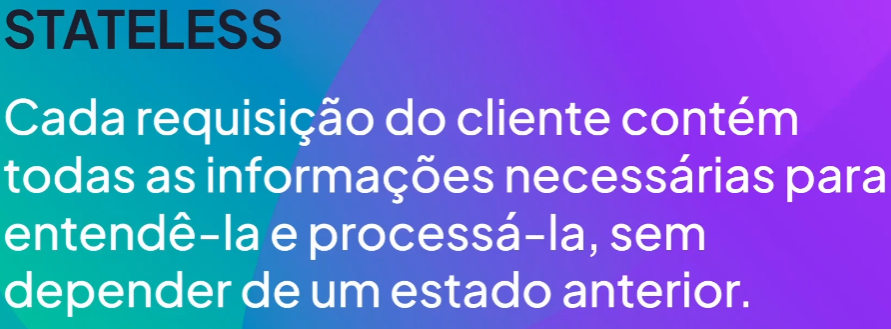 STATELESS
Cada requisição do cliente contém
todas as informações necessárias para
entendê-la e processá-la, sem
depender de um estado anterior.